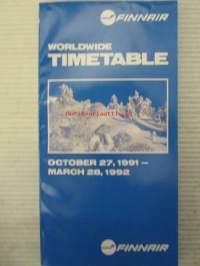 FINNAIR
WORLDWIDE
TIMETABLE
OCTOBER 27, 1991 —
MARCH 28, 1992
FINNAIR